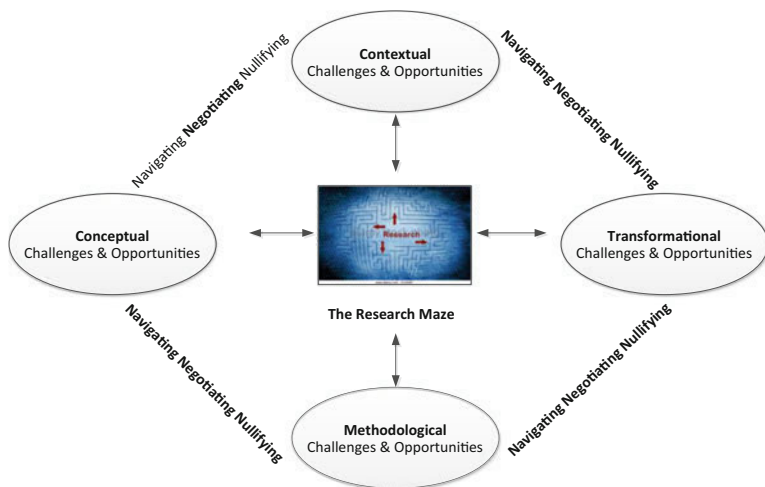 Contextual
Challenges & Opportunities
Navigating Negotiating Nullifying
Navigating Negotiating Nullifying
Conceptual
Challenges & Opportunities
Research
Transformational
Challenges & Opportunities
The Research Maze
Navigating Negotiating Nullifying
Navigating Negotiating Nullifying
Methodological
Challenges & Opportunities